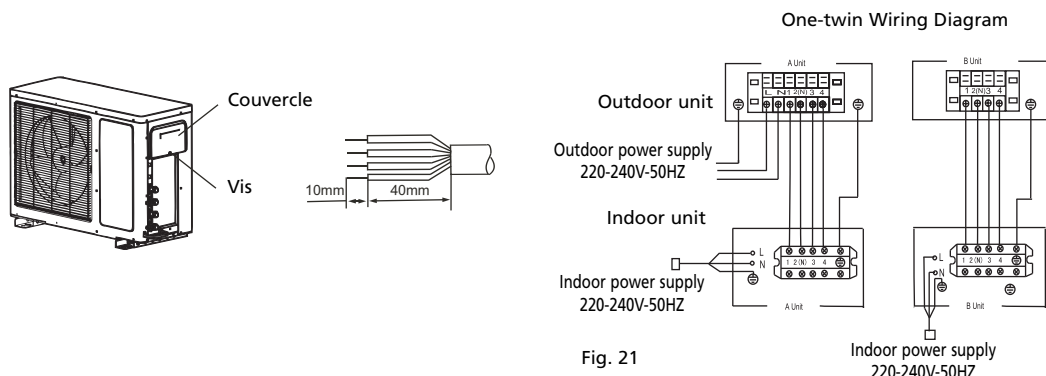 One-twin Wiring Diagram
Couvercle
Vis
10mm
40mm
A Unit
L N 1 2(N) 3 4
B Unit
1 2(N) 3 4
Outdoor unit
Outdoor power supply
220-240V-50HZ
Indoor unit
L
N
1 2(N) 3 4
Indoor power supply
220-240V-50HZ
A Unit
L
N
1 2(N) 3 4
B Unit
Indoor power supply
220-240V-50HZ
Fig. 21